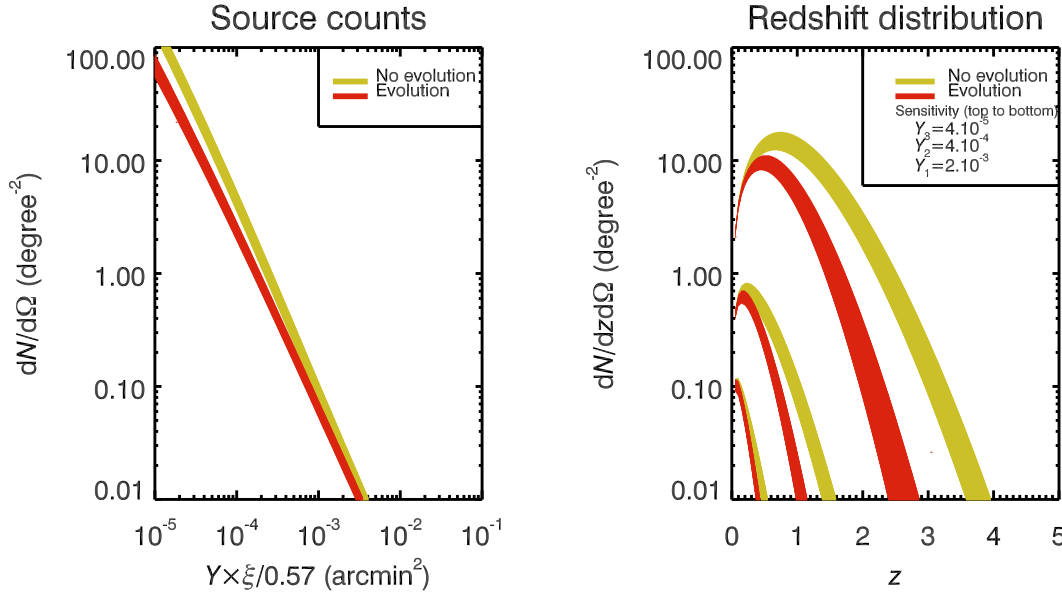 Source counts
No evolution
Evolution
100.00
10.00
1.00
0.10
0.01
dN/dΩ (degree⁻²)
10⁻⁵ 10⁻⁴ 10⁻³ 10⁻² 10⁻¹
Y×ξ/0.57 (arcmin²)
Redshift distribution
No evolution
Evolution
Sensitivity (top to bottom)
Y₃=4.10⁻⁵
Y₂=4.10⁻⁴
Y₁=2.10⁻³
100.00
10.00
1.00
0.10
0.01
dN/dzdΩ (degree⁻²)
0 1 2 3 4 5
z